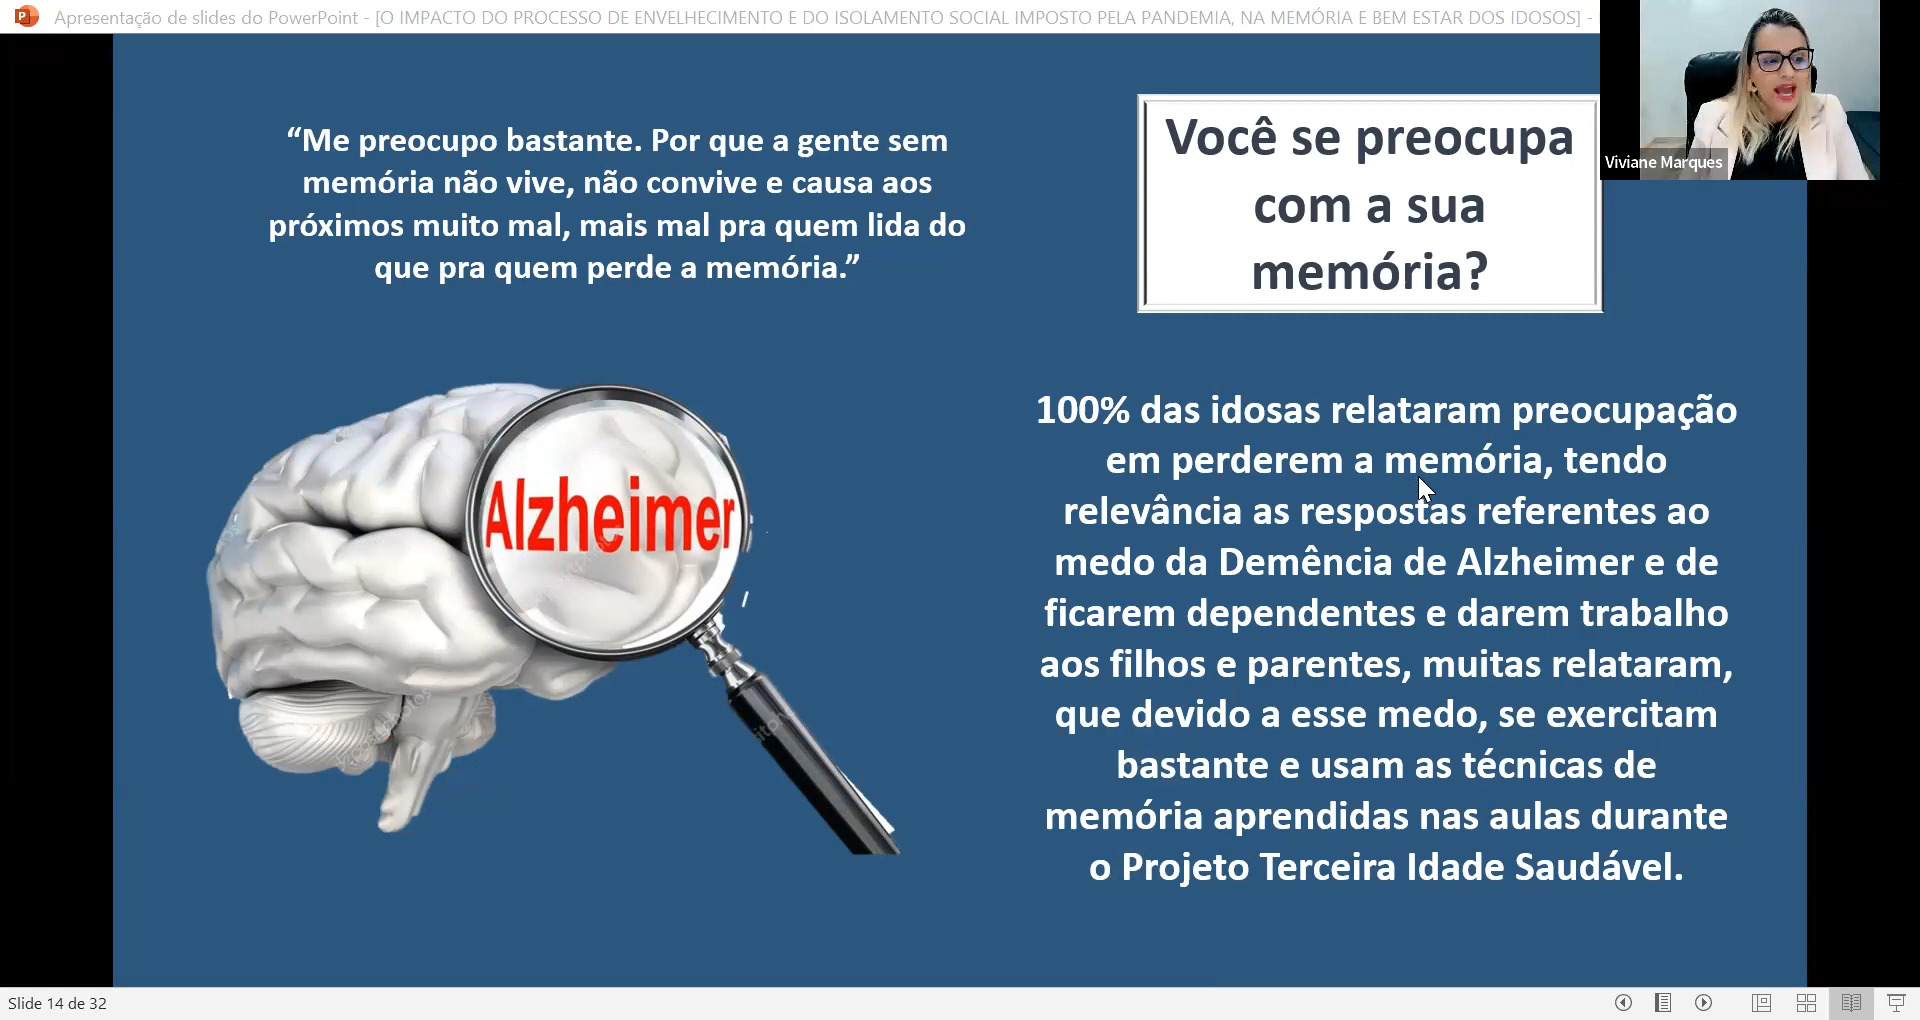 Apresentação de slides do PowerPoint - [O IMPACTO DO PROCESSO DE ENVELHECIMENTO E DO ISOLAMENTO SOCIAL IMPOSTO PELA PANDEMIA, NA MEMÓRIA E BEM ESTAR DOS IDOSOS] -
“Me preocupo bastante. Por que a gente sem
memória não vive, não convive e causa aos
próximos muito mal, mais mal pra quem lida do
que pra quem perde a memória.”
Você se preocupa
com a sua
memória?
Viviane Marques
Alzheimer
100% das idosas relataram preocupação
em perderem a memória, tendo
relevância as respostas referentes ao
medo da Demência de Alzheimer e de
ficarem dependentes e darem trabalho
aos filhos e parentes, muitas relataram,
que devido a esse medo, se exercitam
bastante e usam as técnicas de
memória aprendidas nas aulas durante
o Projeto Terceira Idade Saudável.
Slide 14 de 32